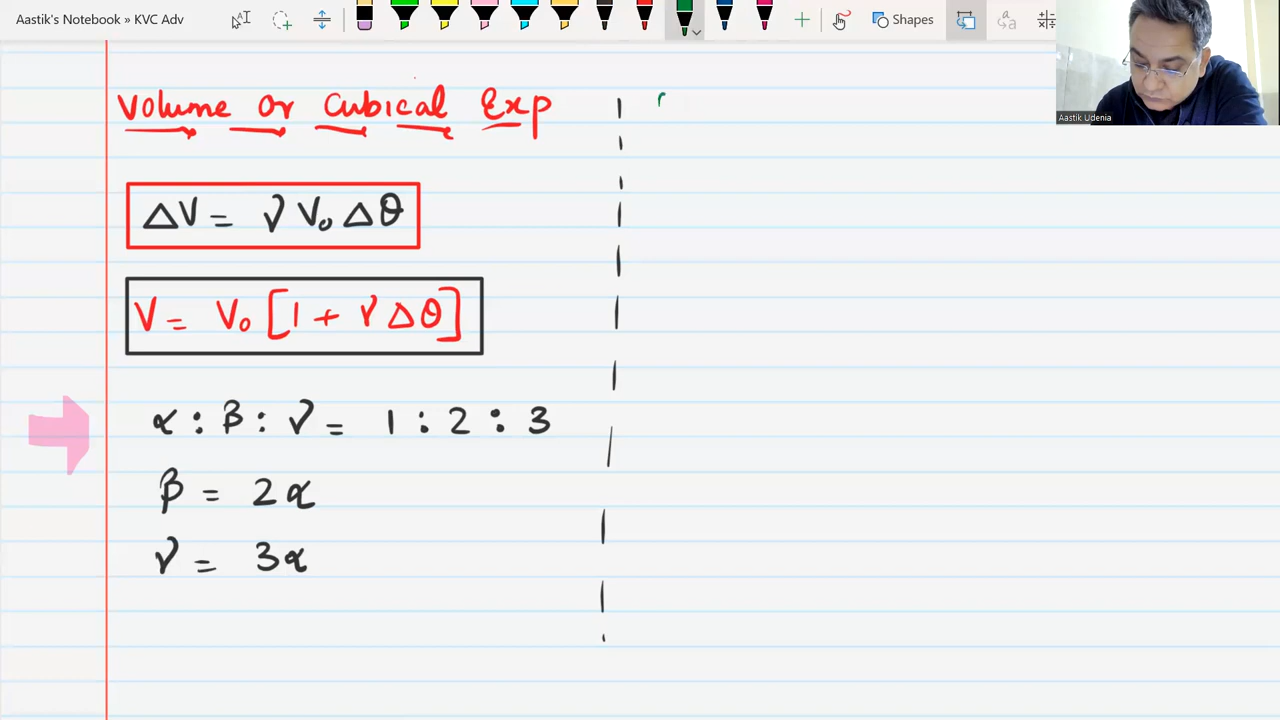 Aastik's Notebook » KVC Adv
Shapes
Aastik Udenia
Volume or Cubical Exp
ΔV = γ V₀ Δθ
V = V₀ [1 + γ Δθ]
α : β : γ = 1 : 2 : 3
β = 2α
γ = 3α